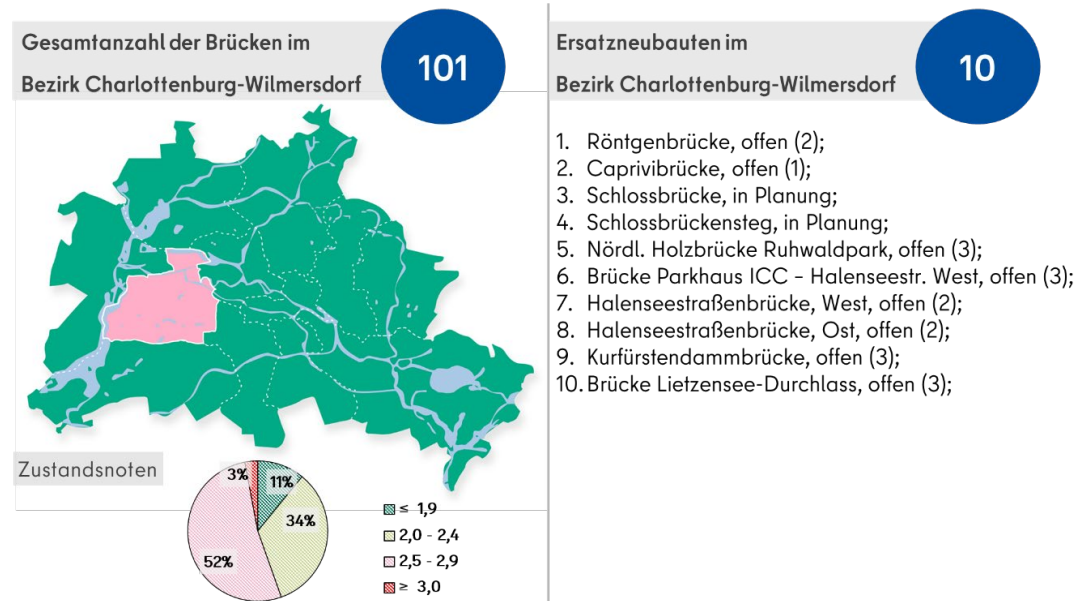 Gesamtanzahl der Brücken im
Bezirk Charlottenburg-Wilmersdorf
101
Zustandsnoten
3%
11%
34%
52%
≤ 1,9
2,0 - 2,4
2,5 - 2,9
≥ 3,0
Ersatzneubauten im
Bezirk Charlottenburg-Wilmersdorf
10
1. Röntgenbrücke, offen (2);
2. Caprivibrücke, offen (1);
3. Schlossbrücke, in Planung;
4. Schlossbrückensteg, in Planung;
5. Nördl. Holzbrücke Ruhwaldpark, offen (3);
6. Brücke Parkhaus ICC – Halenseestr. West, offen (3);
7. Halenseestraßenbrücke, West, offen (2);
8. Halenseestraßenbrücke, Ost, offen (2);
9. Kurfürstendammbrücke, offen (3);
10. Brücke Lietzensee-Durchlass, offen (3);